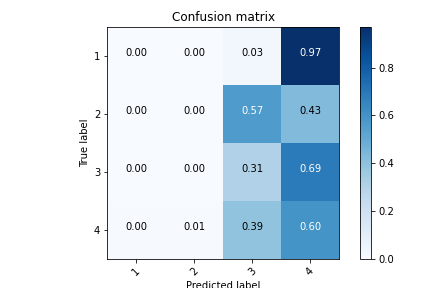 Confusion matrix
1 0.00 0.00 0.03 0.97
2 0.00 0.00 0.57 0.43
3 0.00 0.00 0.31 0.69
4 0.00 0.01 0.39 0.60
1 2 3 4
True label
Predicted label
0.8
0.6
0.4
0.2
0.0